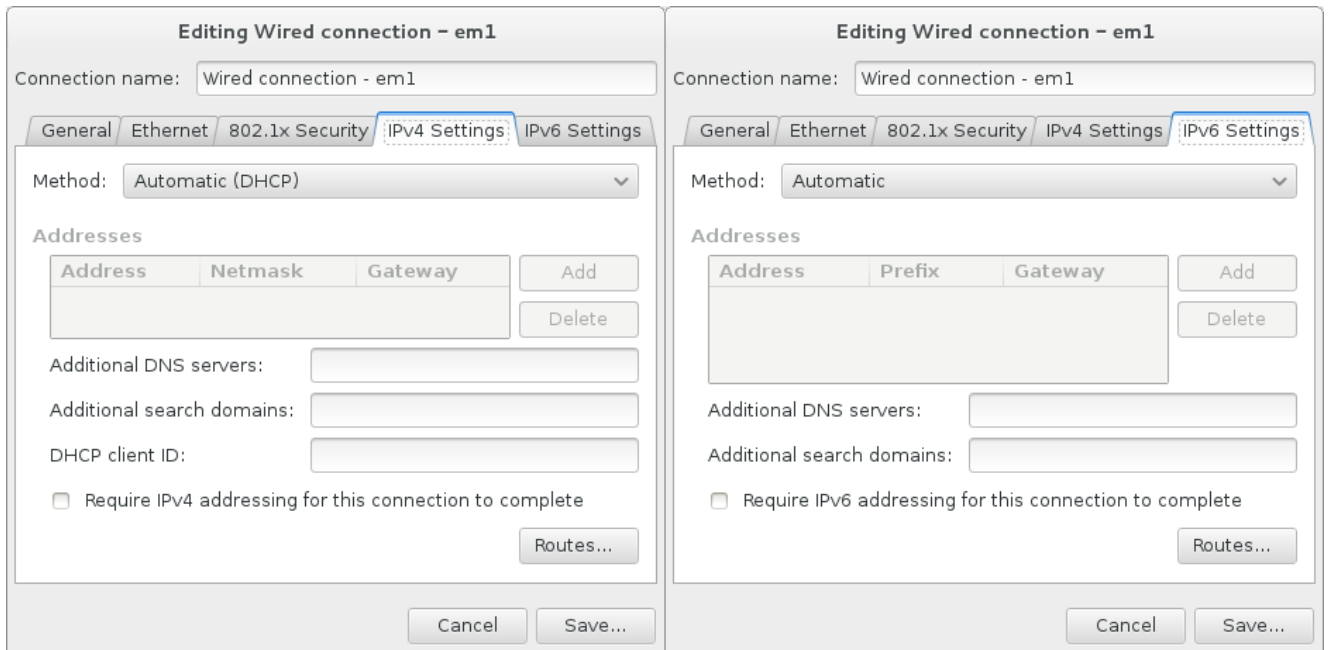 Editing Wired connection – em1
Connection name: Wired connection - em1
General Ethernet 802.1x Security IPv4 Settings IPv6 Settings
Method: Automatic (DHCP)
Addresses
Address Netmask Gateway Add
Delete
Additional DNS servers:
Additional search domains:
DHCP client ID:
Require IPv4 addressing for this connection to complete
Routes...
Cancel Save...
Editing Wired connection – em1
Connection name: Wired connection - em1
General Ethernet 802.1x Security IPv4 Settings IPv6 Settings
Method: Automatic
Addresses
Address Prefix Gateway Add
Delete
Additional DNS servers:
Additional search domains:
Require IPv6 addressing for this connection to complete
Routes...
Cancel Save...